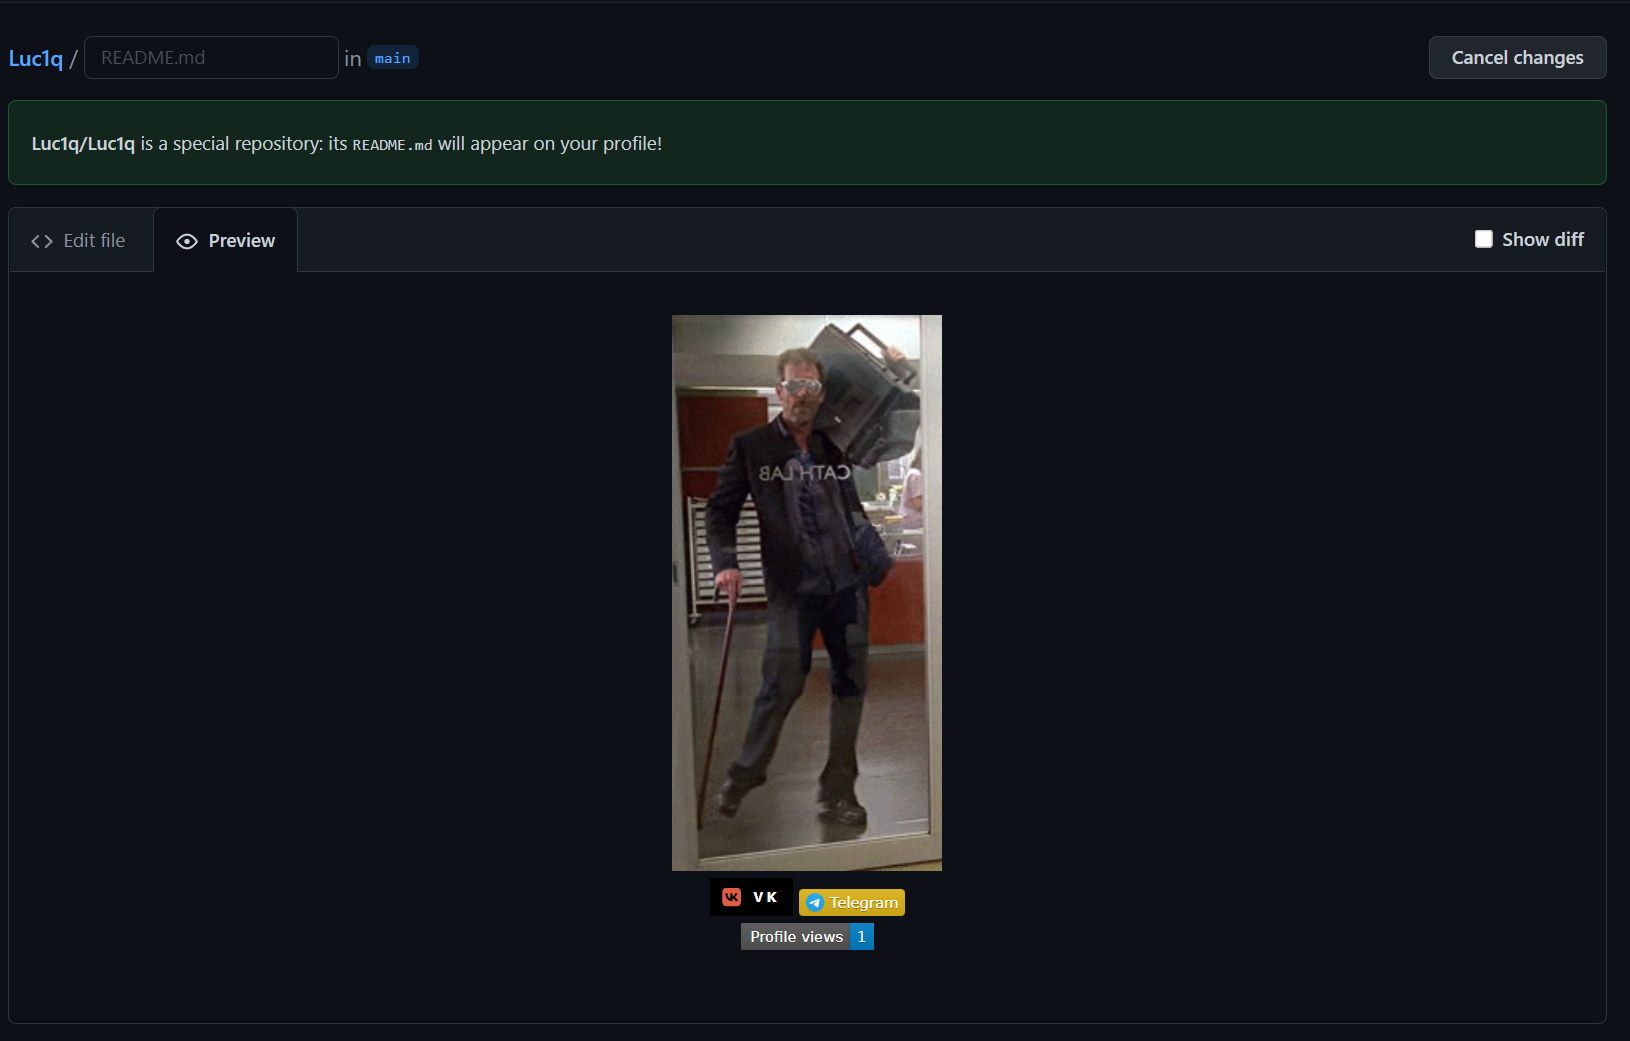 Luc1q / README.md in main
Cancel changes
Luc1q/Luc1q is a special repository: its README.md will appear on your profile!
<> Edit file
Preview
Show diff
CATH LAB
VK VK
Telegram
Profile views 1